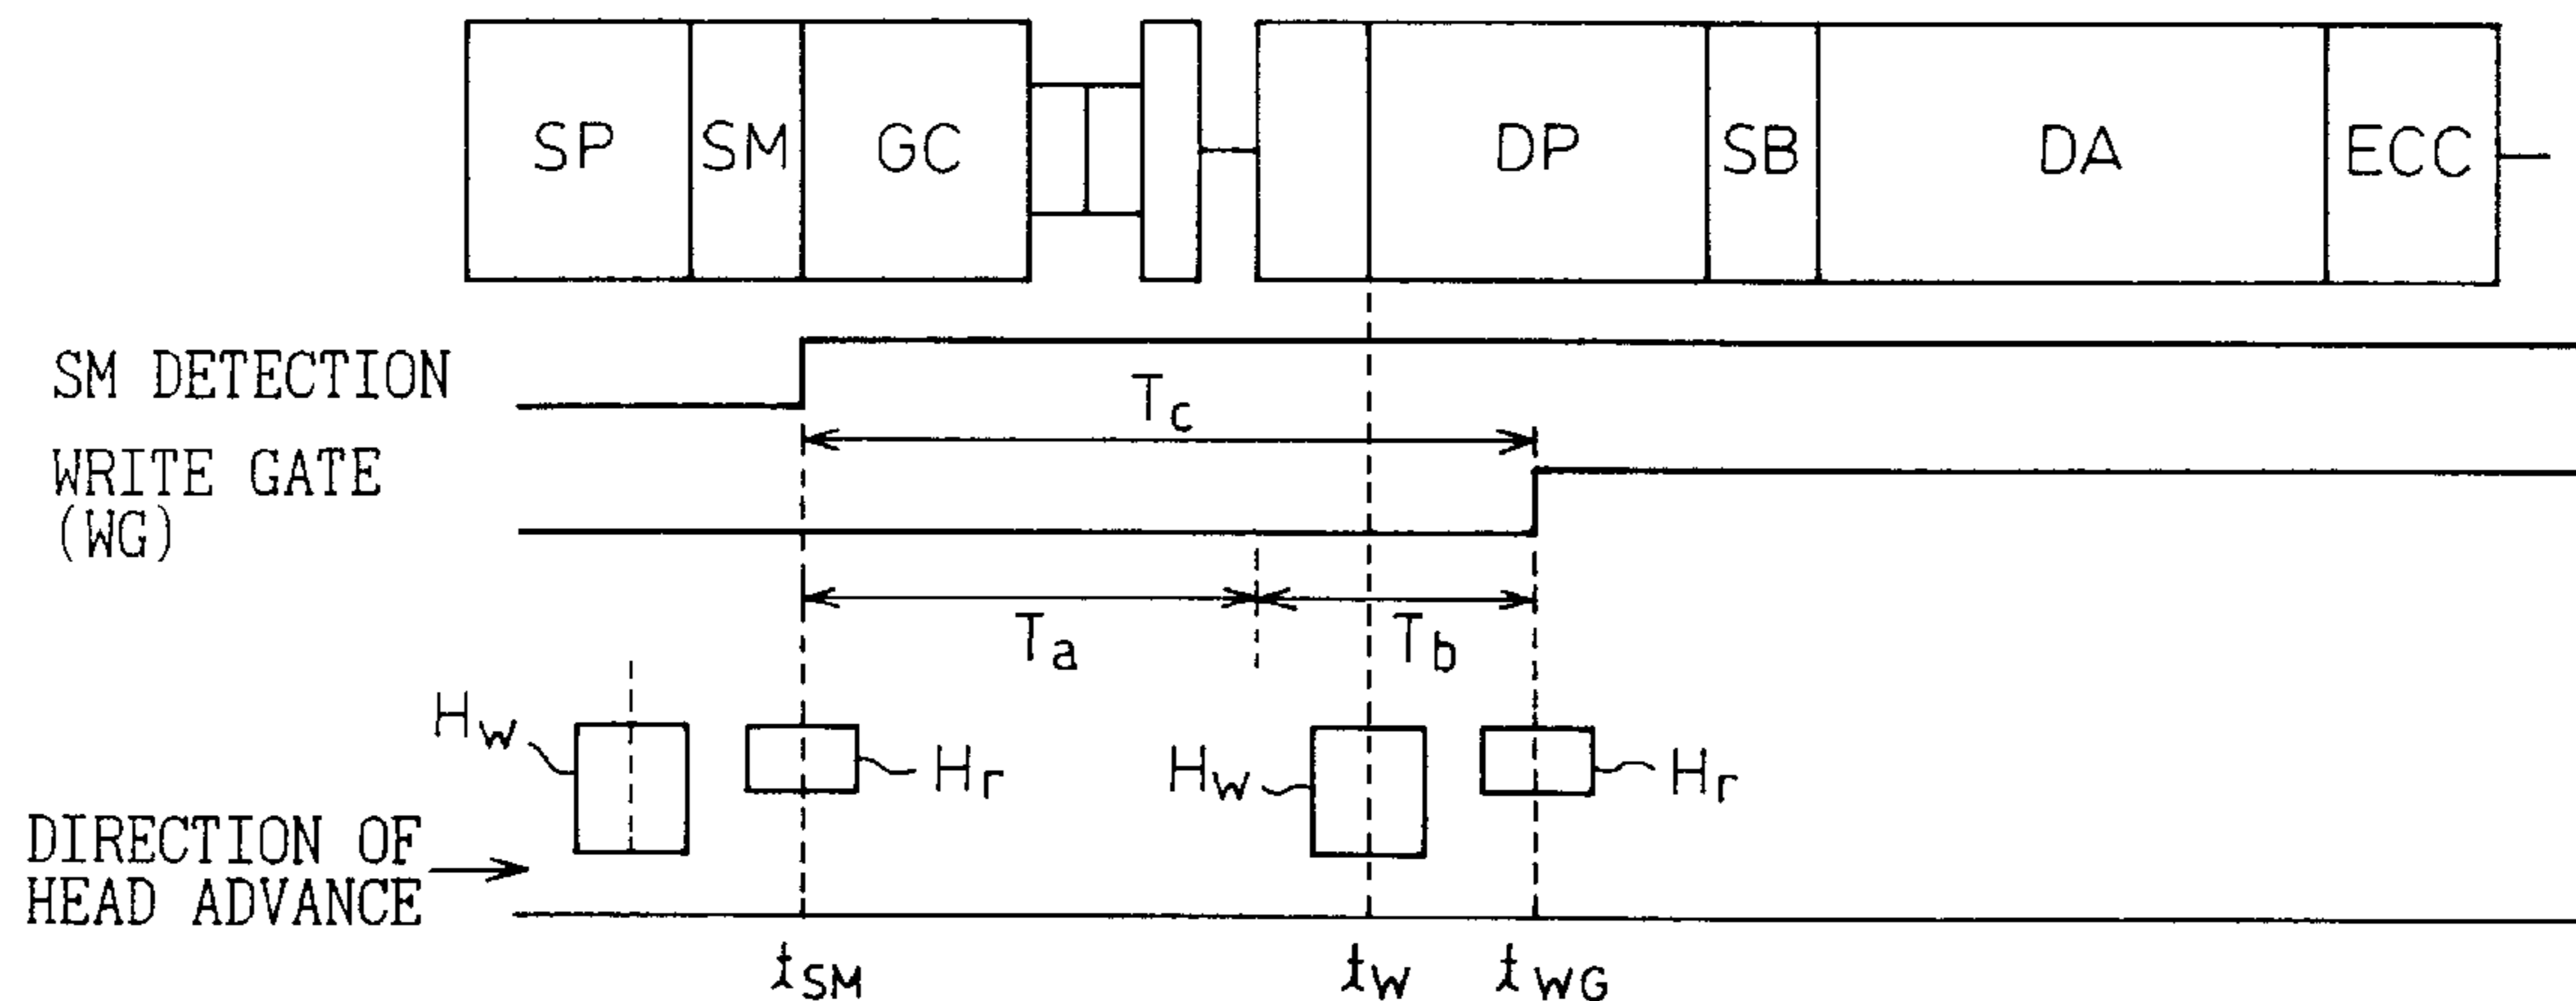 SP SM GC DP SB DA ECC
SM DETECTION
Tc
WRITE GATE
(WG)
Ta Tb
Hw Hr Hw Hr
DIRECTION OF
HEAD ADVANCE
tSM tW tWG